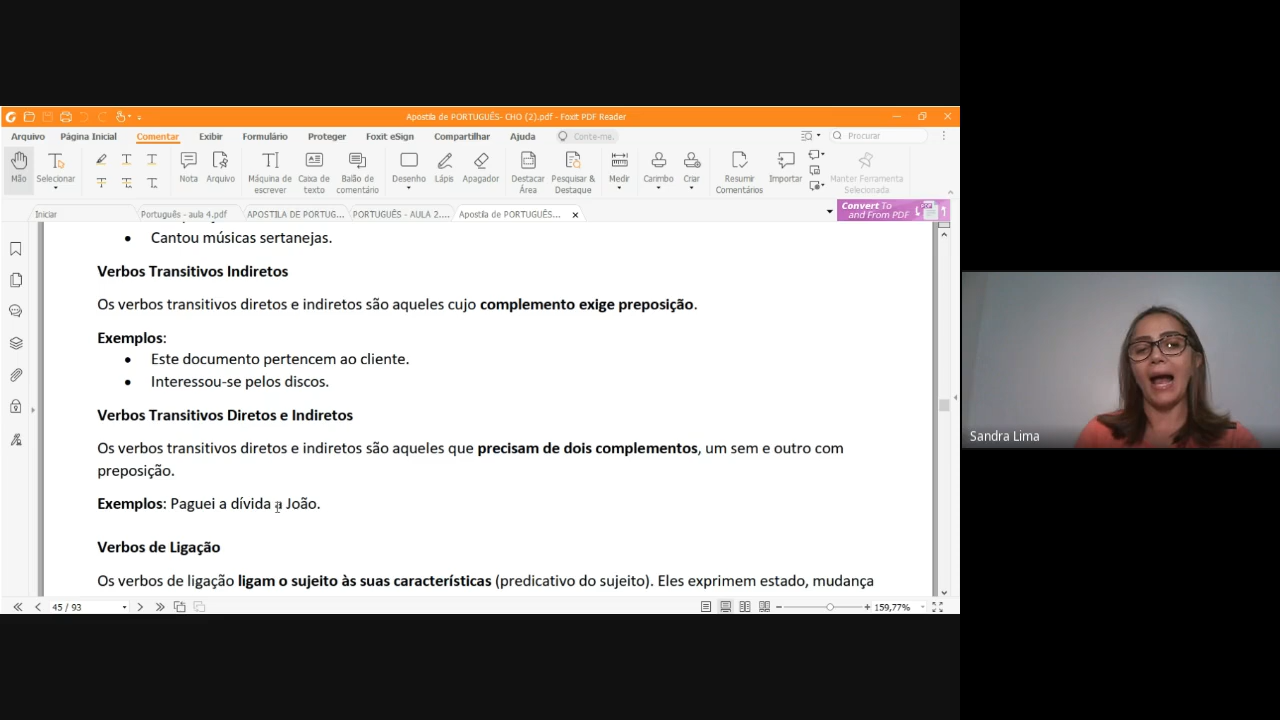 Apostila de PORTUGUÊS- CHO (2).pdf - Foxit PDF Reader
Arquivo Página Inicial Comentar Exibir Formulário Proteger Foxit eSign Compartilhar Ajuda Conte-me. Procurar
Mão Selecionar Nota Arquivo Máquina de escrever Caixa de texto Balão de comentário Desenho Lápis Apagador Destacar Área Pesquisar & Destaque Medir Carimbo Criar Resumir Comentários Importar Manter Ferramenta Selecionada
Iniciar Português - aula 4.pdf APOSTILA DE PORTUG... PORTUGUÊS - AULA 2.... Apostila de PORTUGUÊS... Convert To and From PDF
• Cantou músicas sertanejas.
Verbos Transitivos Indiretos
Os verbos transitivos diretos e indiretos são aqueles cujo complemento exige preposição.
Exemplos:
• Este documento pertencem ao cliente.
• Interessou-se pelos discos.
Verbos Transitivos Diretos e Indiretos
Os verbos transitivos diretos e indiretos são aqueles que precisam de dois complementos, um sem e outro com
preposição.
Exemplos: Paguei a dívida a João.
Verbos de Ligação
Os verbos de ligação ligam o sujeito às suas características (predicativo do sujeito). Eles exprimem estado, mudança
45 / 93 159,77%
Sandra Lima